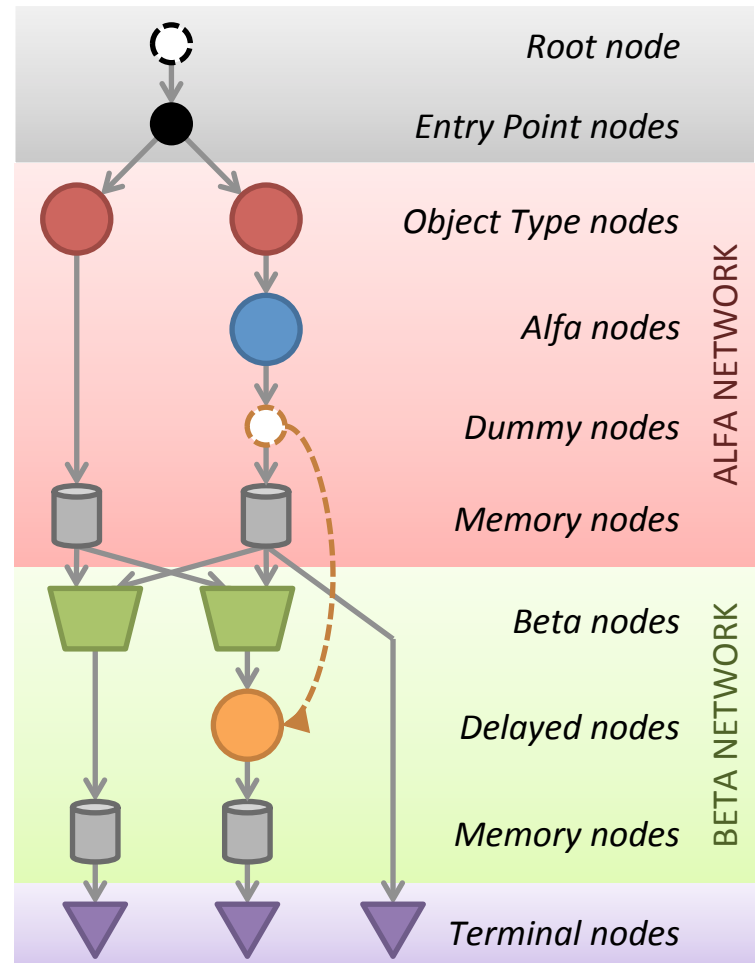 Root node
Entry Point nodes
Object Type nodes
Alfa nodes
Dummy nodes
Memory nodes
ALFA NETWORK
Beta nodes
Delayed nodes
Memory nodes
BETA NETWORK
Terminal nodes